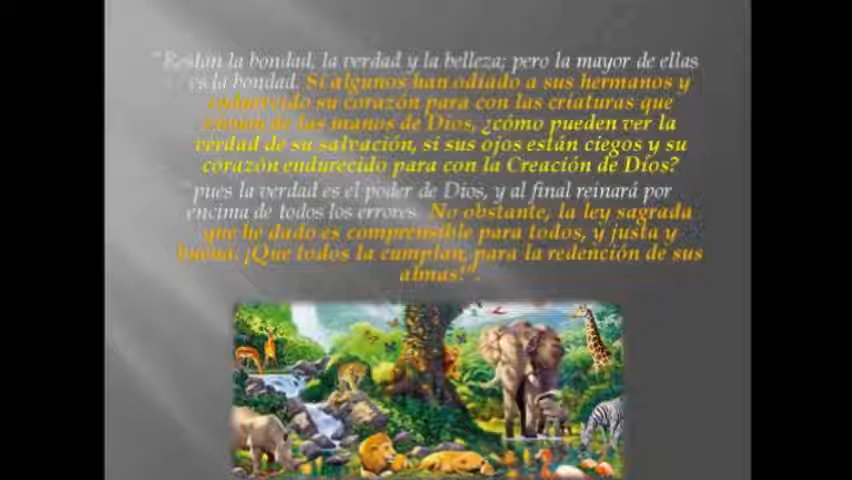 "Están la bondad, la verdad y la belleza; pero la mayor de ellas
es la bondad. Si algunos han odiado a sus hermanos y
endurecido su corazón para con las criaturas que
vienen de las manos de Dios, ¿cómo pueden ver la
verdad de su salvación, si sus ojos están ciegos y su
corazón endurecido para con la Creación de Dios?
pues la verdad es el poder de Dios, y al final reinará por
encima de todos los errores. No obstante, la ley sagrada
que he dado es comprensible para todos, y justa y
buena. ¡Que todos la cumplan, para la redención de sus
almas!".